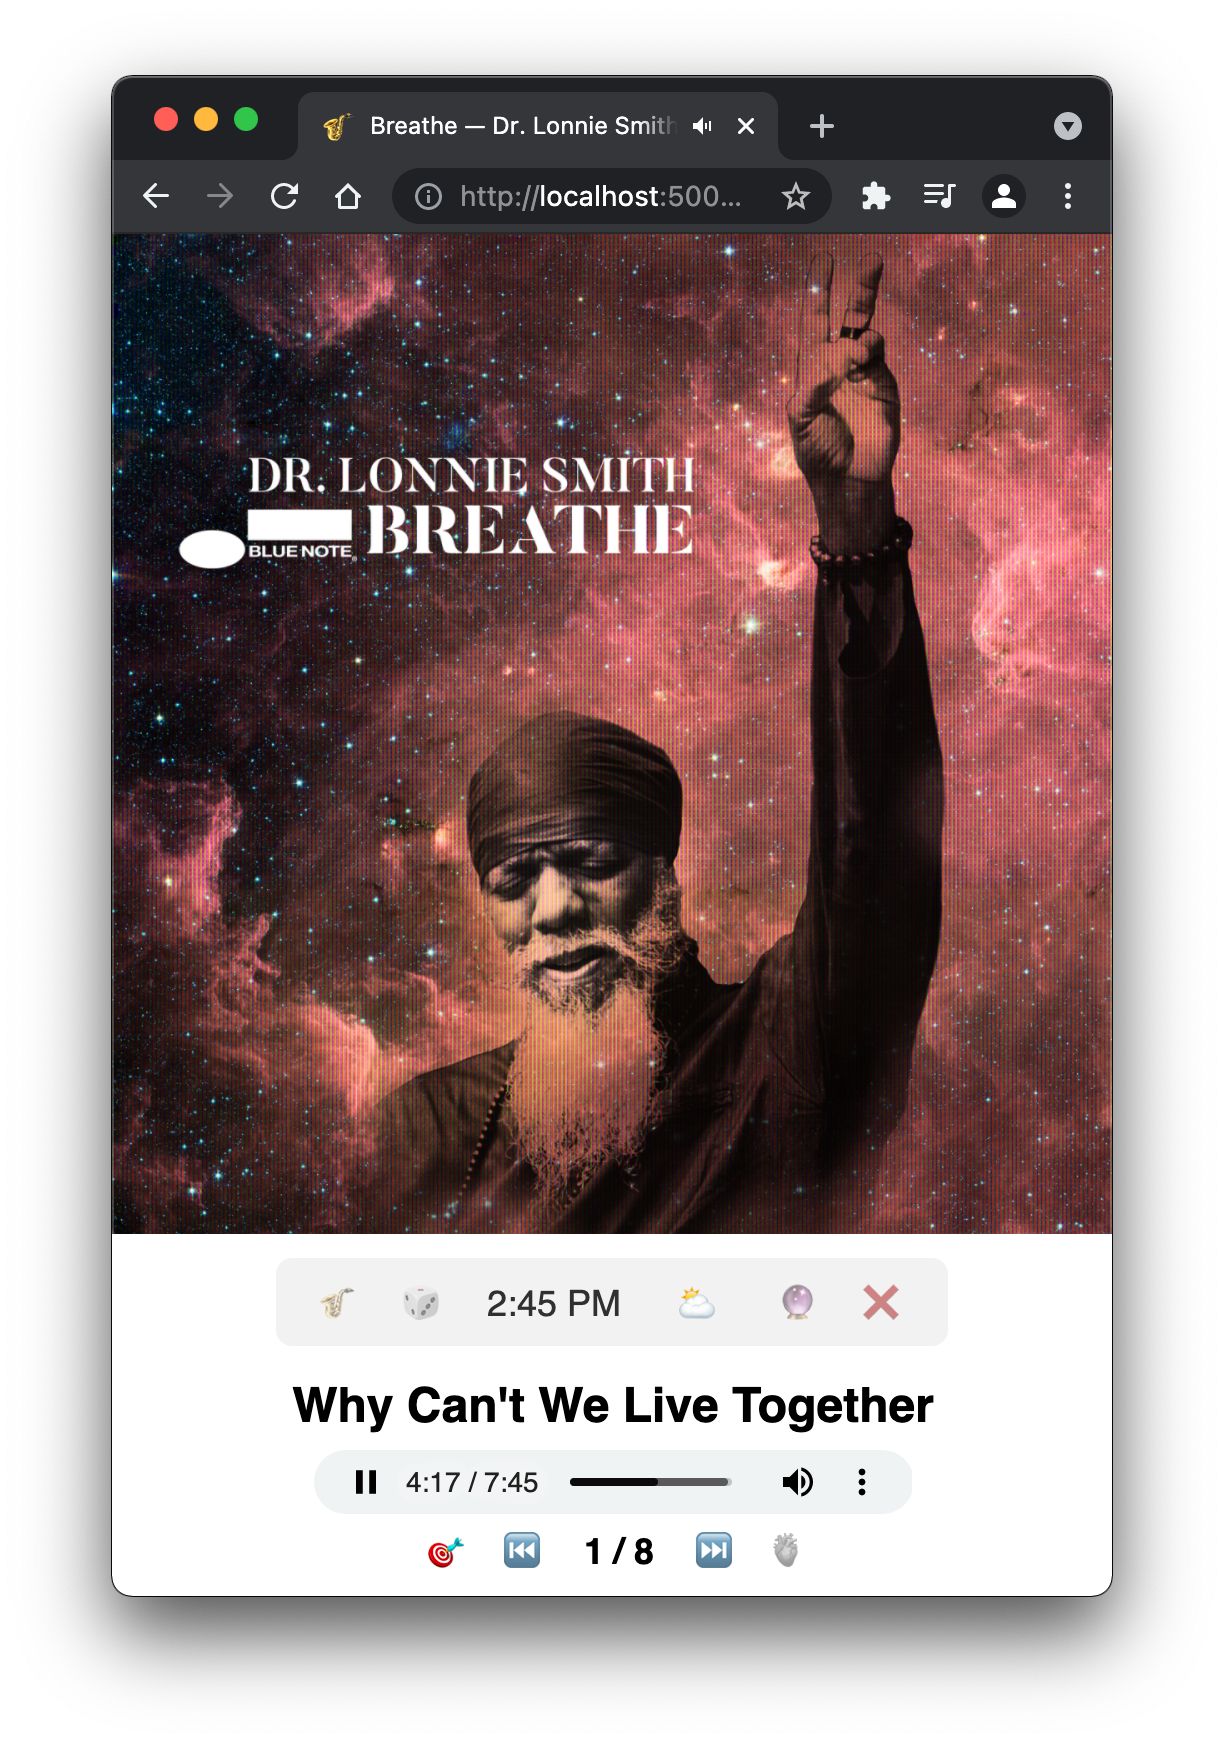 Breathe — Dr. Lonnie Smith
http://localhost:500...
DR. LONNIE SMITH
BLUE NOTE® BREATHE
2:45 PM
Why Can't We Live Together
4:17 / 7:45
1 / 8